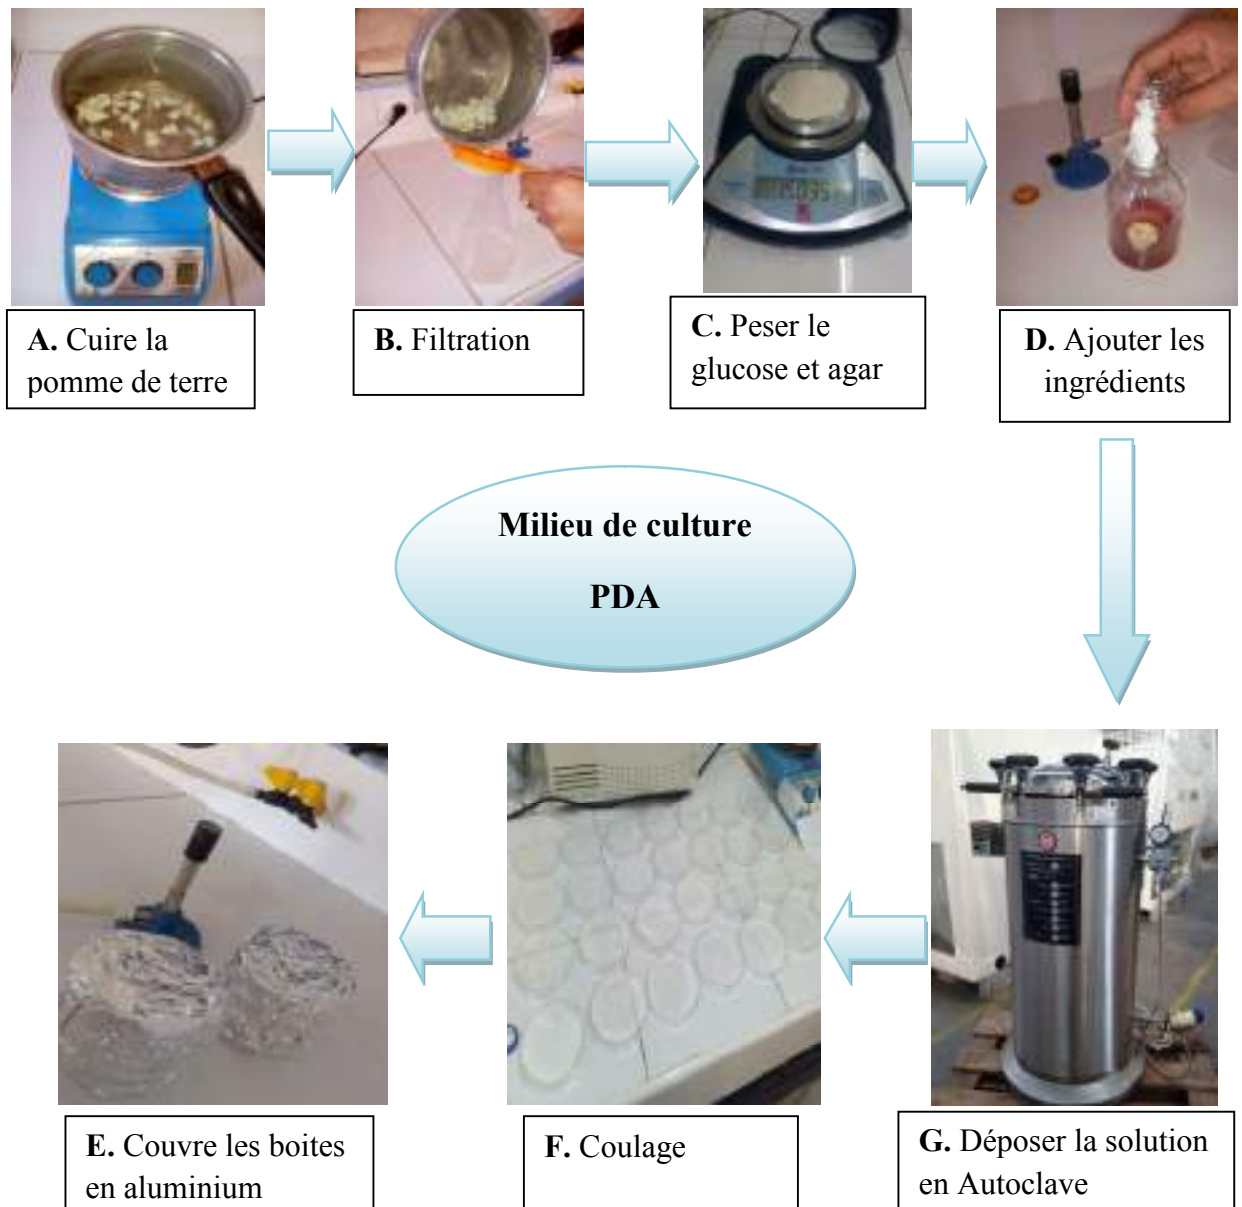 A. Cuire la
pomme de terre
B. Filtration
C. Peser le
glucose et agar
D. Ajouter les
ingrédients
Milieu de culture
PDA
E. Couvre les boites
en aluminium
F. Coulage
G. Déposer la solution
en Autoclave